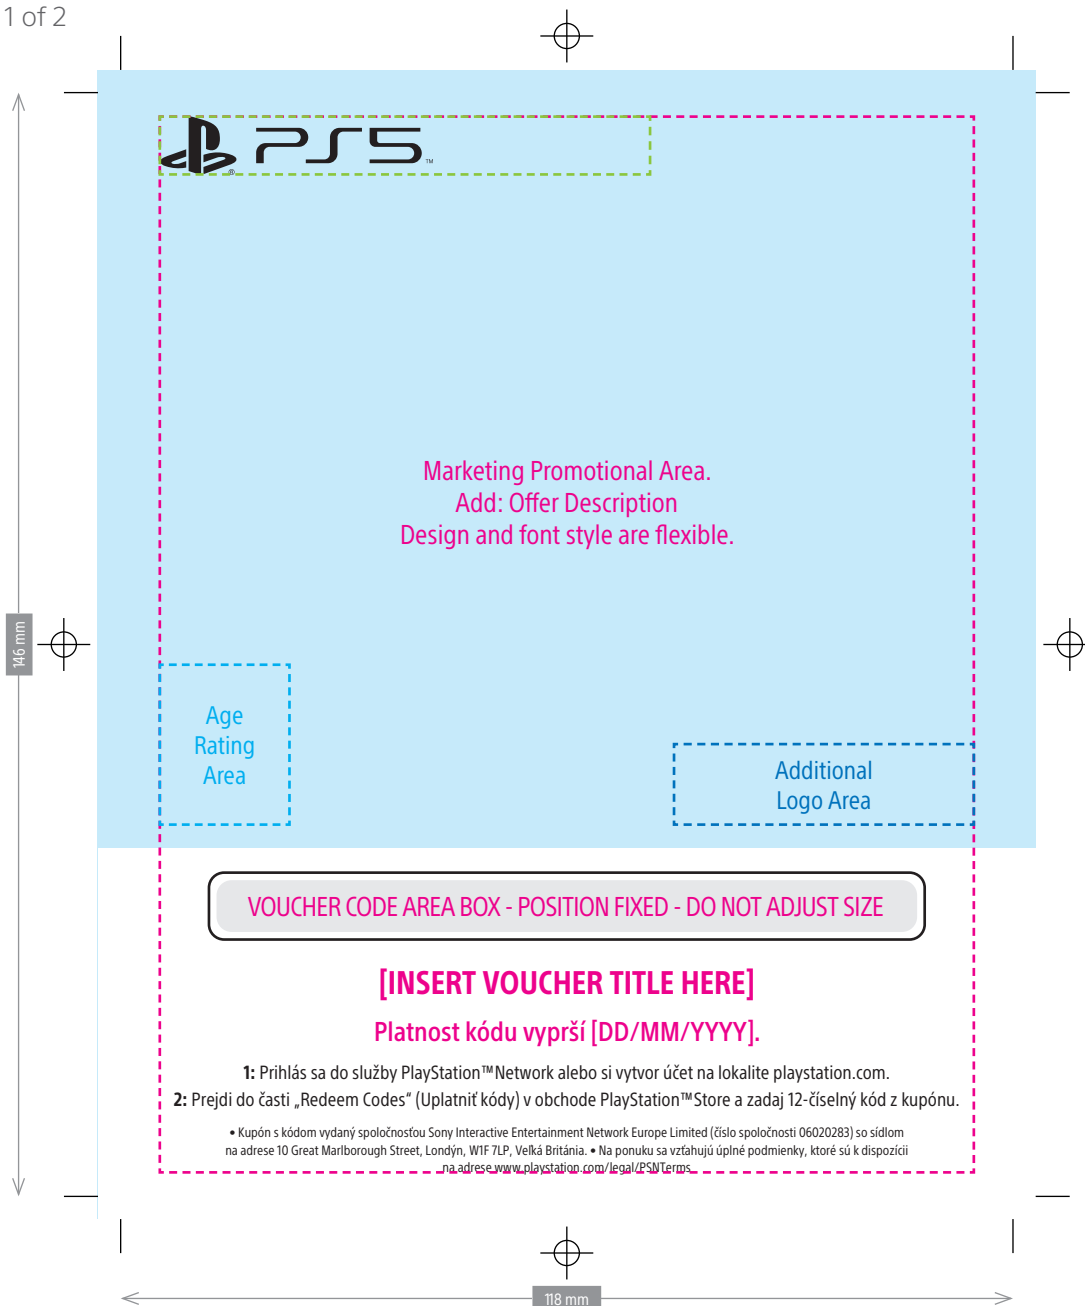 1 of 2
PS5
®
™
Marketing Promotional Area.
Add: Offer Description
Design and font style are flexible.
146 mm
Age
Rating
Area
Additional
Logo Area
VOUCHER CODE AREA BOX - POSITION FIXED - DO NOT ADJUST SIZE
[INSERT VOUCHER TITLE HERE]
Platnost kódu vyprší [DD/MM/YYYY].
1: Prihlás sa do služby PlayStation™Network alebo si vytvor účet na lokalite playstation.com.
2: Prejdi do časti „Redeem Codes“ (Uplatniť kódy) v obchode PlayStation™Store a zadaj 12-číselný kód z kupónu.
• Kupón s kódom vydaný spoločnosťou Sony Interactive Entertainment Network Europe Limited (číslo spoločnosti 06020283) so sídlom
na adrese 10 Great Marlborough Street, Londýn, W1F 7LP, Veľká Británia. • Na ponuku sa vzťahujú úplné podmienky, ktoré sú k dispozícii
na adrese www.playstation.com/legal/PSNTerms
118 mm